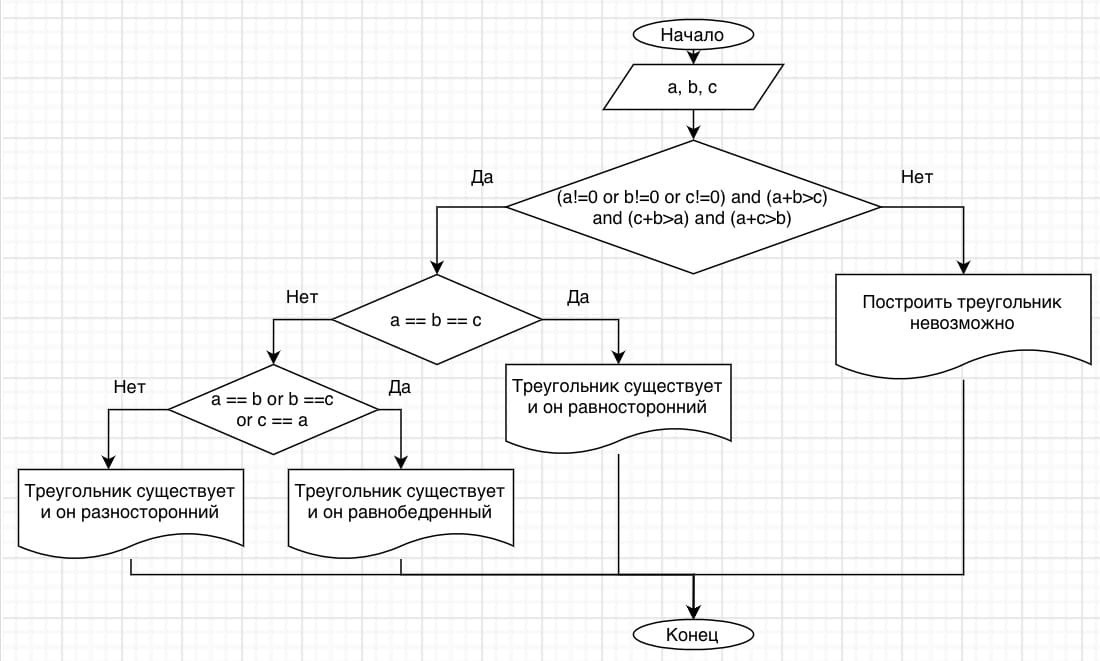 Начало
a, b, c
Да
Нет
(a!=0 or b!=0 or c!=0) and (a+b>c)
and (c+b>a) and (a+c>b)
Нет
Да
a == b == c
Построить треугольник
невозможно
Нет
Да
a == b or b ==c
or c == a
Треугольник существует
и он равносторонний
Треугольник существует
и он разносторонний
Треугольник существует
и он равнобедренный
Конец